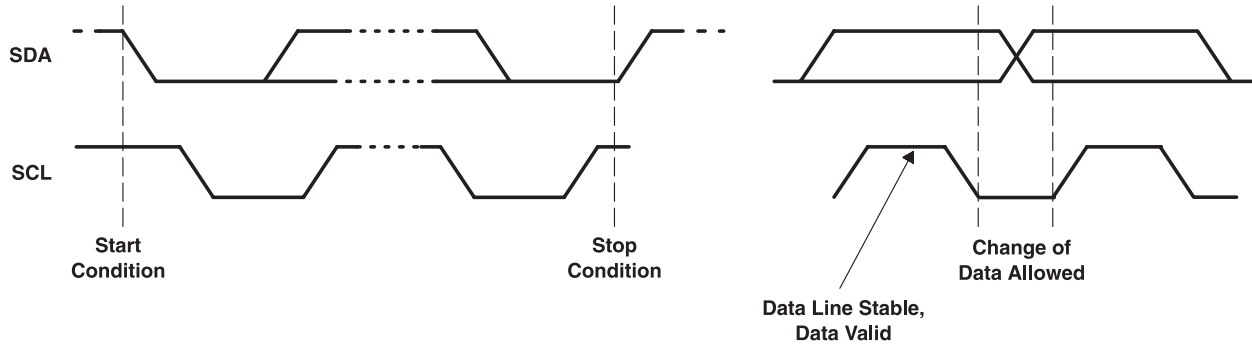 SDA
SCL
Start
Condition
Stop
Condition
Change of
Data Allowed
Data Line Stable,
Data Valid